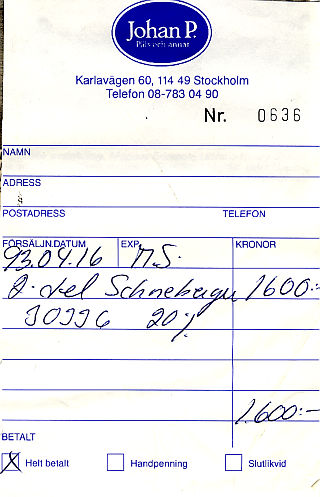 Johan P.
Päls och annat
Karlavägen 60, 114 49 Stockholm
Telefon 08-783 04 90
Nr. 0636
NAMN
ADRESS
POSTADRESS TELEFON
FÖRSÄLJN.DATUM EXP. KRONOR
93.04.16 M.S.
2-del 1600:-
20%
1.600:-
BETALT
X Helt betalt Handpenning Slutlikvid